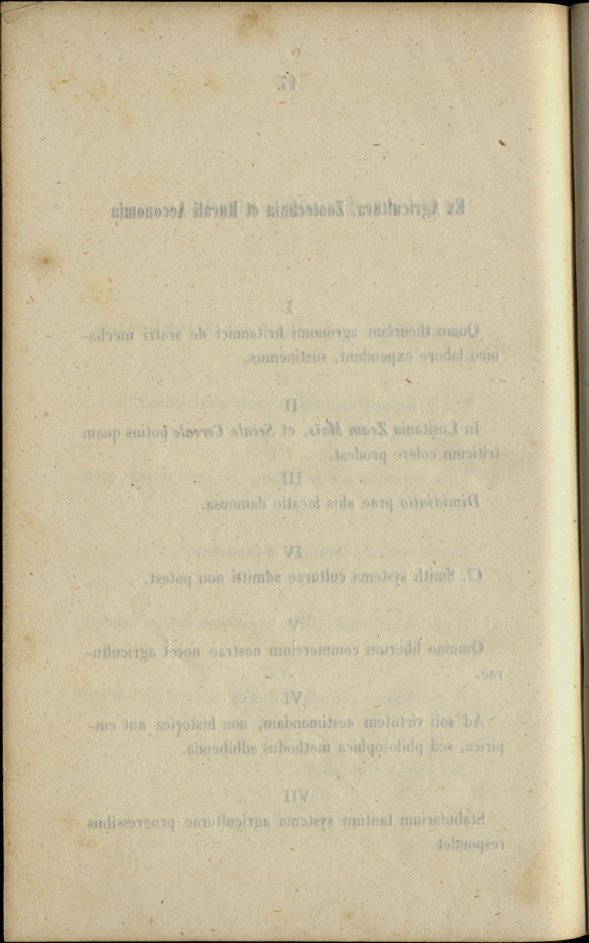 17
Ex Agricultura, Zootechnia et Rurali Aeconomia
I
Quam theoriam agronomi britannici de aratri mecha-
nico labore expendunt, sustinemus.
II
In Lusitania Zeam Maïs, et Secale Cereale potius quam
triticum colere prodest.
III
Dimidiatio prae aliis locatio damnosa.
IV
Cl. Smith systema culturae admitti non potest.
V
Omnino liberum commercium nostrae nocet agricultu-
rae.
VI
Ad soli virtutem aestimandam, non historica aut em-
pirica, sed philosophica methodus adhibenda.
VII
Stabularium tantum systema agriculturae progressibus
respondet.